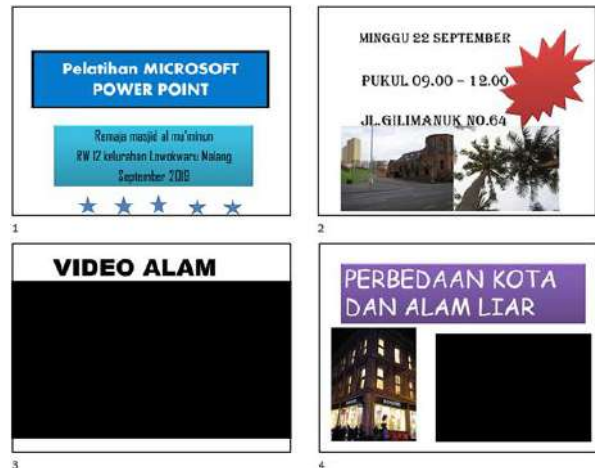 Pelatihan MICROSOFT
POWER POINT
Remaja masjid al mu'minun
RW 12 kelurahan Lowokwaru Malang
September 2019
1
MINGGU 22 SEPTEMBER
PUKUL 09.00 – 12.00
JL.GILIMANUK NO.64
2
VIDEO ALAM
3
PERBEDAAN KOTA
DAN ALAM LIAR
4